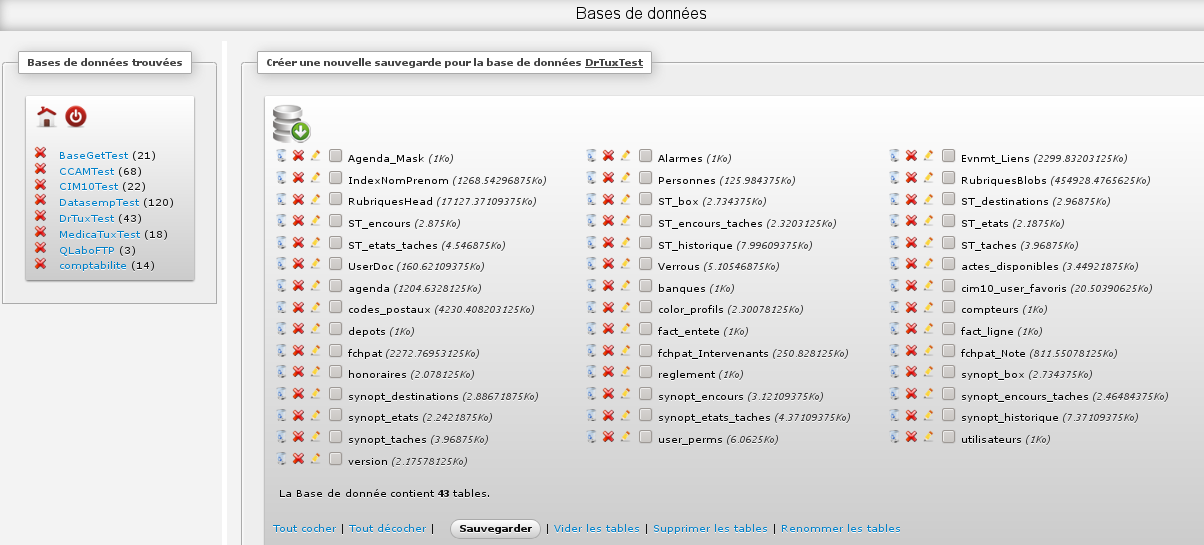 Bases de données
Bases de données trouvées
BaseGetTest (21)
CCAMTest (68)
CIM10Test (22)
DatasempTest (120)
DrTuxTest (43)
MedicaTuxTest (18)
QLaboFTP (3)
comptabilite (14)
Créer une nouvelle sauvegarde pour la base de données DrTuxTest
Agenda_Mask (1Ko) Alarmes (1Ko) Evnmt_Liens (2299.83203125Ko)
IndexNomPrenom (1268.54296875Ko) Personnes (125.984375Ko) RubriquesBlobs (454928.4765625Ko)
RubriquesHead (17127.37109375Ko) ST_box (2.734375Ko) ST_destinations (2.96875Ko)
ST_encours (2.875Ko) ST_encours_taches (2.3203125Ko) ST_etats (2.1875Ko)
ST_etats_taches (4.546875Ko) ST_historique (7.99609375Ko) ST_taches (3.96875Ko)
UserDoc (160.62109375Ko) Verrous (5.10546875Ko) actes_disponibles (3.44921875Ko)
agenda (1204.6328125Ko) banques (1Ko) cim10_user_favoris (20.50390625Ko)
codes_postaux (4230.408203125Ko) color_profils (2.30078125Ko) compteurs (1Ko)
depots (1Ko) fact_entete (1Ko) fact_ligne (1Ko)
fchpat (2272.76953125Ko) fchpat_Intervenants (250.828125Ko) fchpat_Note (811.55078125Ko)
honoraires (2.078125Ko) reglement (1Ko) synopt_box (2.734375Ko)
synopt_destinations (2.88671875Ko) synopt_encours (3.12109375Ko) synopt_encours_taches (2.46484375Ko)
synopt_etats (2.2421875Ko) synopt_etats_taches (4.37109375Ko) synopt_historique (7.37109375Ko)
synopt_taches (3.96875Ko) user_perms (6.0625Ko) utilisateurs (1Ko)
version (2.17578125Ko)
La Base de donnée contient 43 tables.
Tout cocher | Tout décocher | Sauvegarder | Vider les tables | Supprimer les tables | Renommer les tables